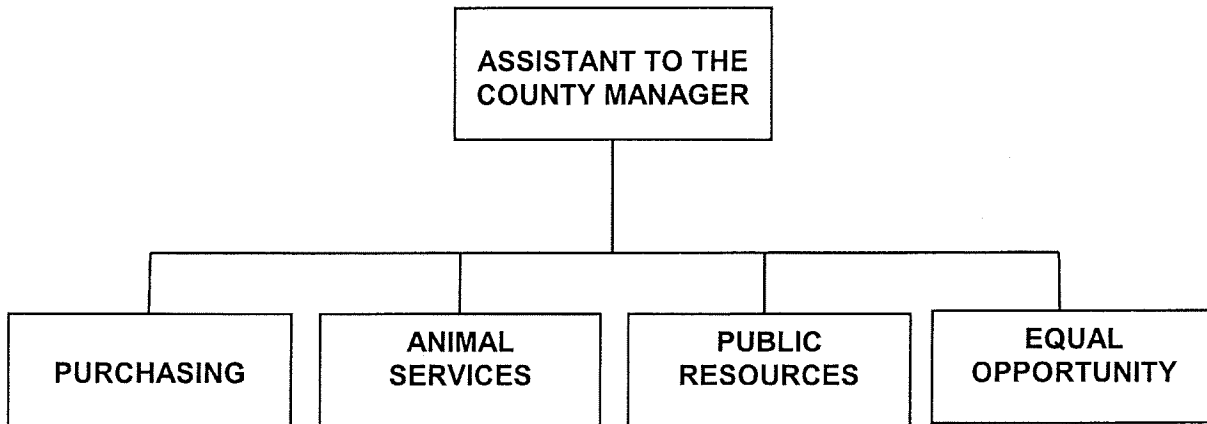 ASSISTANT TO THE
COUNTY MANAGER
PURCHASING
ANIMAL
SERVICES
PUBLIC
RESOURCES
EQUAL
OPPORTUNITY